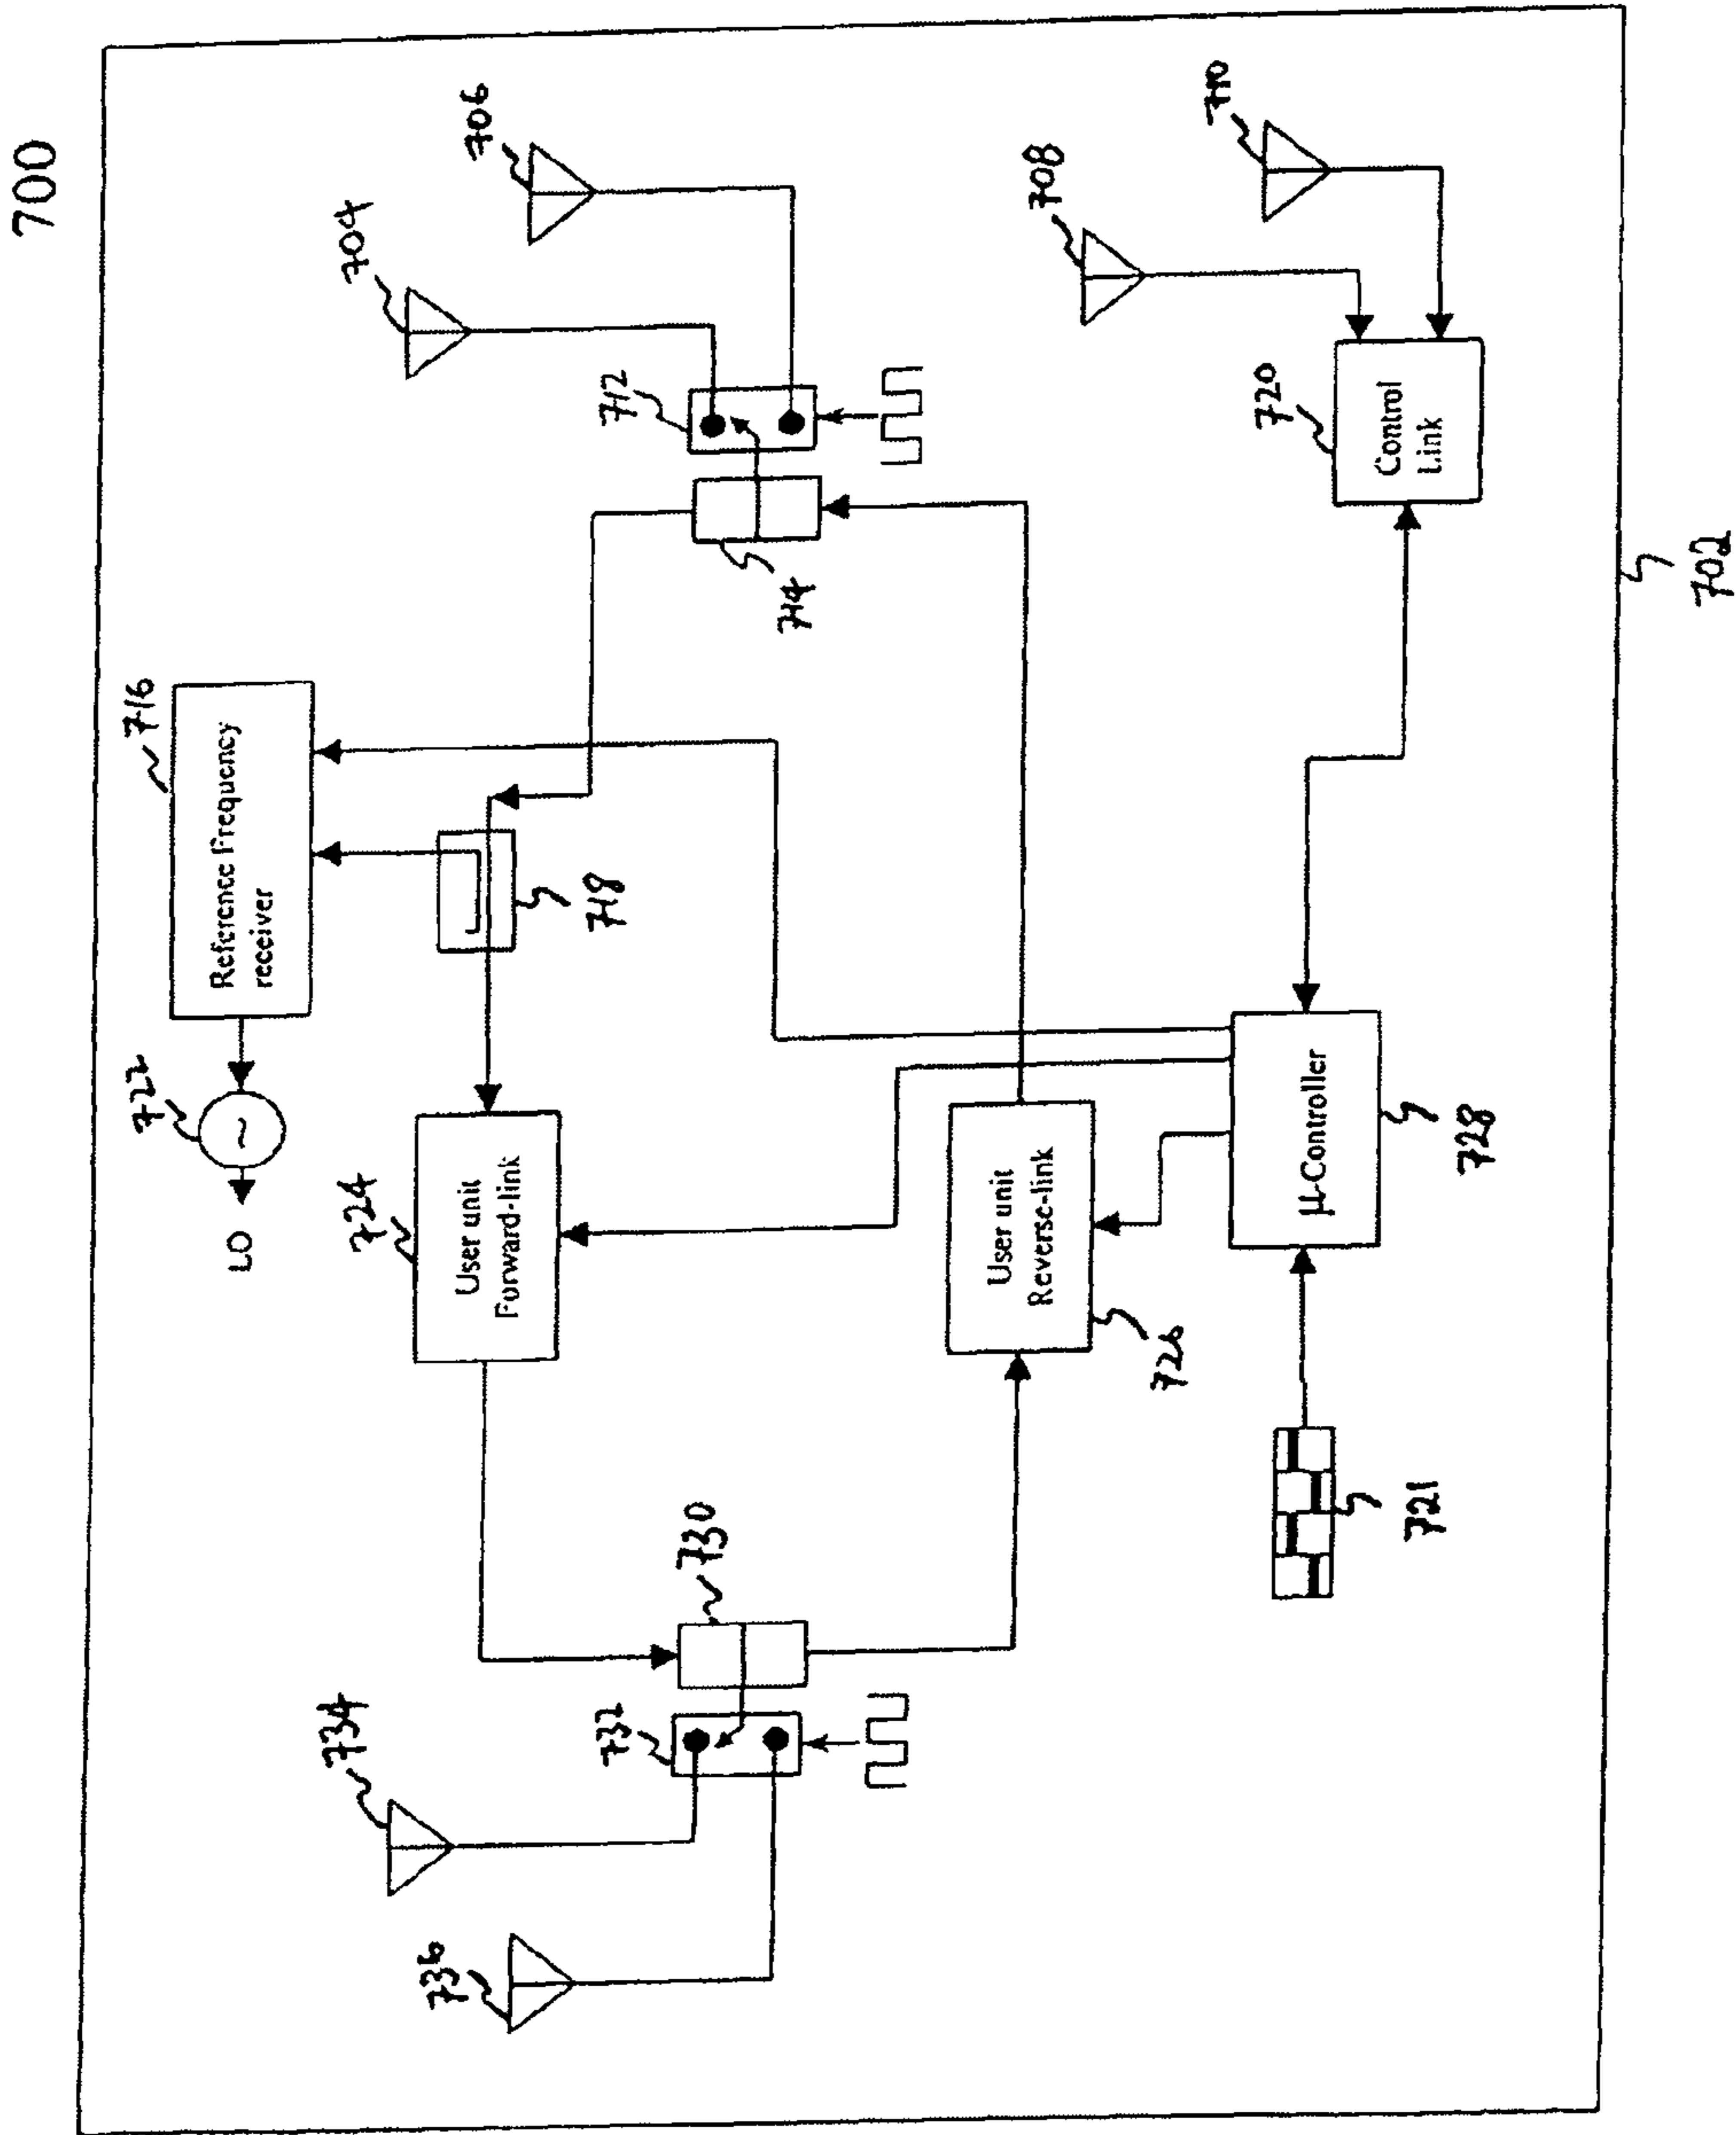 700
706
704
716
Reference Frequency
receiver
722
~
LO
712
714
718
724
User unit
Forward-link
734
736
732
730
726
User unit
Reverse-link
708
710
720
Control
Link
728
μ-Controller
721
702